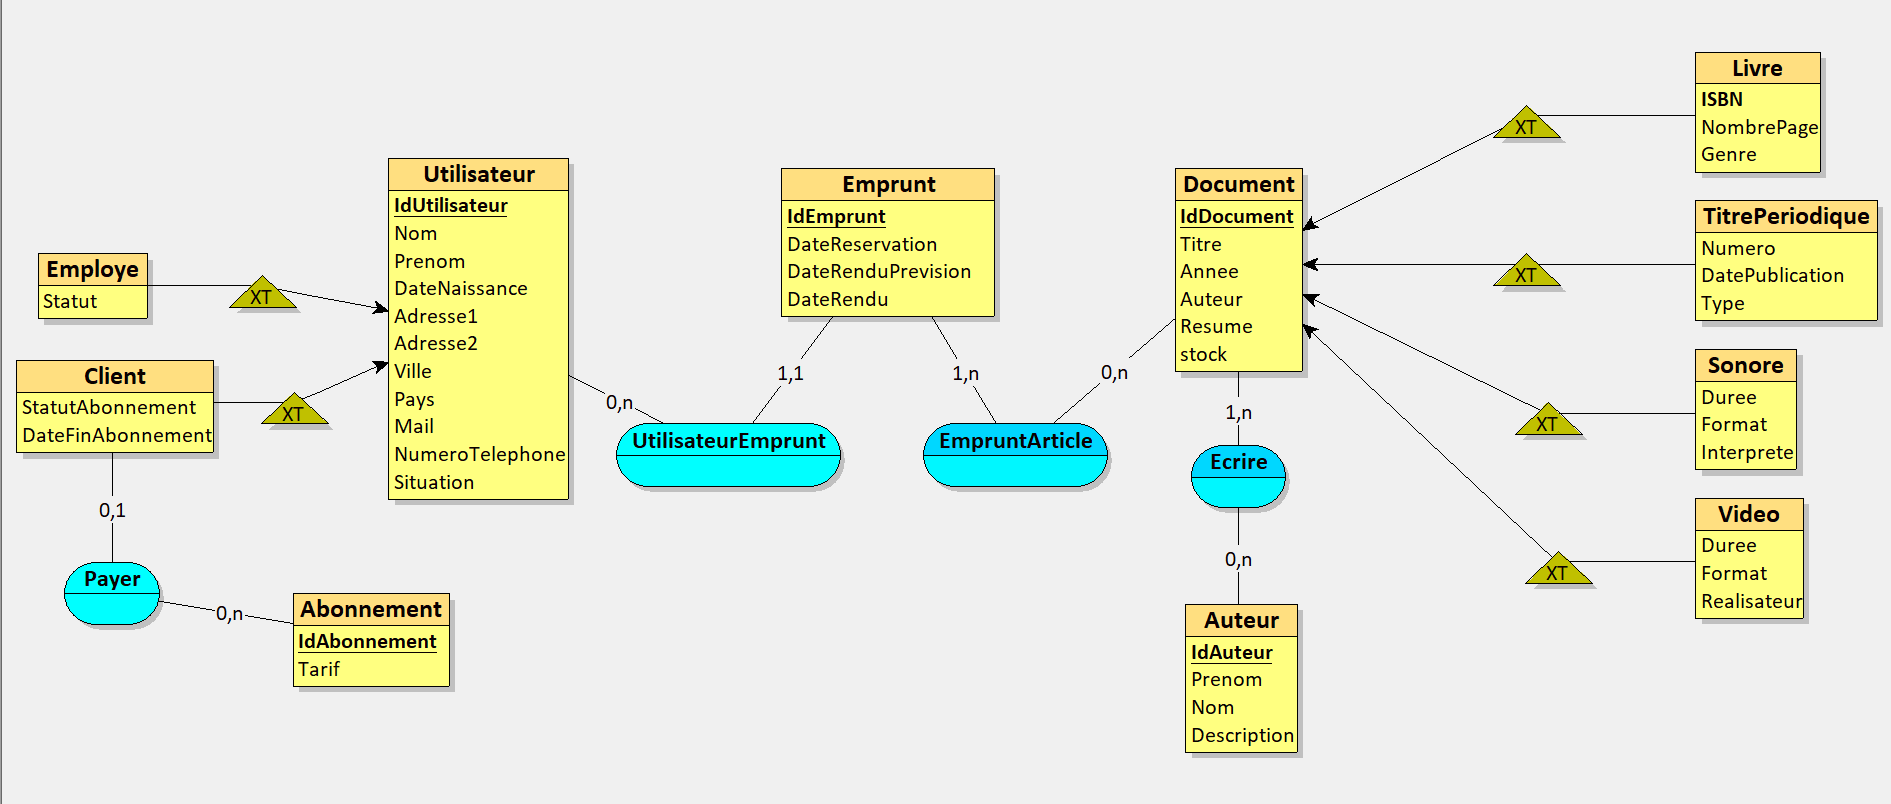 Employe
Statut
XT
Client
StatutAbonnement
DateFinAbonnement
XT
0,1
Payer
0,n
Abonnement
IdAbonnement
Tarif
Utilisateur
IdUtilisateur
Nom
Prenom
DateNaissance
Adresse1
Adresse2
Ville
Pays
Mail
NumeroTelephone
Situation
0,n
UtilisateurEmprunt
1,1
Emprunt
IdEmprunt
DateReservation
DateRenduPrevision
DateRendu
1,n
EmpruntArticle
0,n
Document
IdDocument
Titre
Annee
Auteur
Resume
stock
1,n
Ecrire
0,n
Auteur
IdAuteur
Prenom
Nom
Description
XT
Livre
ISBN
NombrePage
Genre
XT
TitrePeriodique
Numero
DatePublication
Type
XT
Sonore
Duree
Format
Interprete
XT
Video
Duree
Format
Realisateur